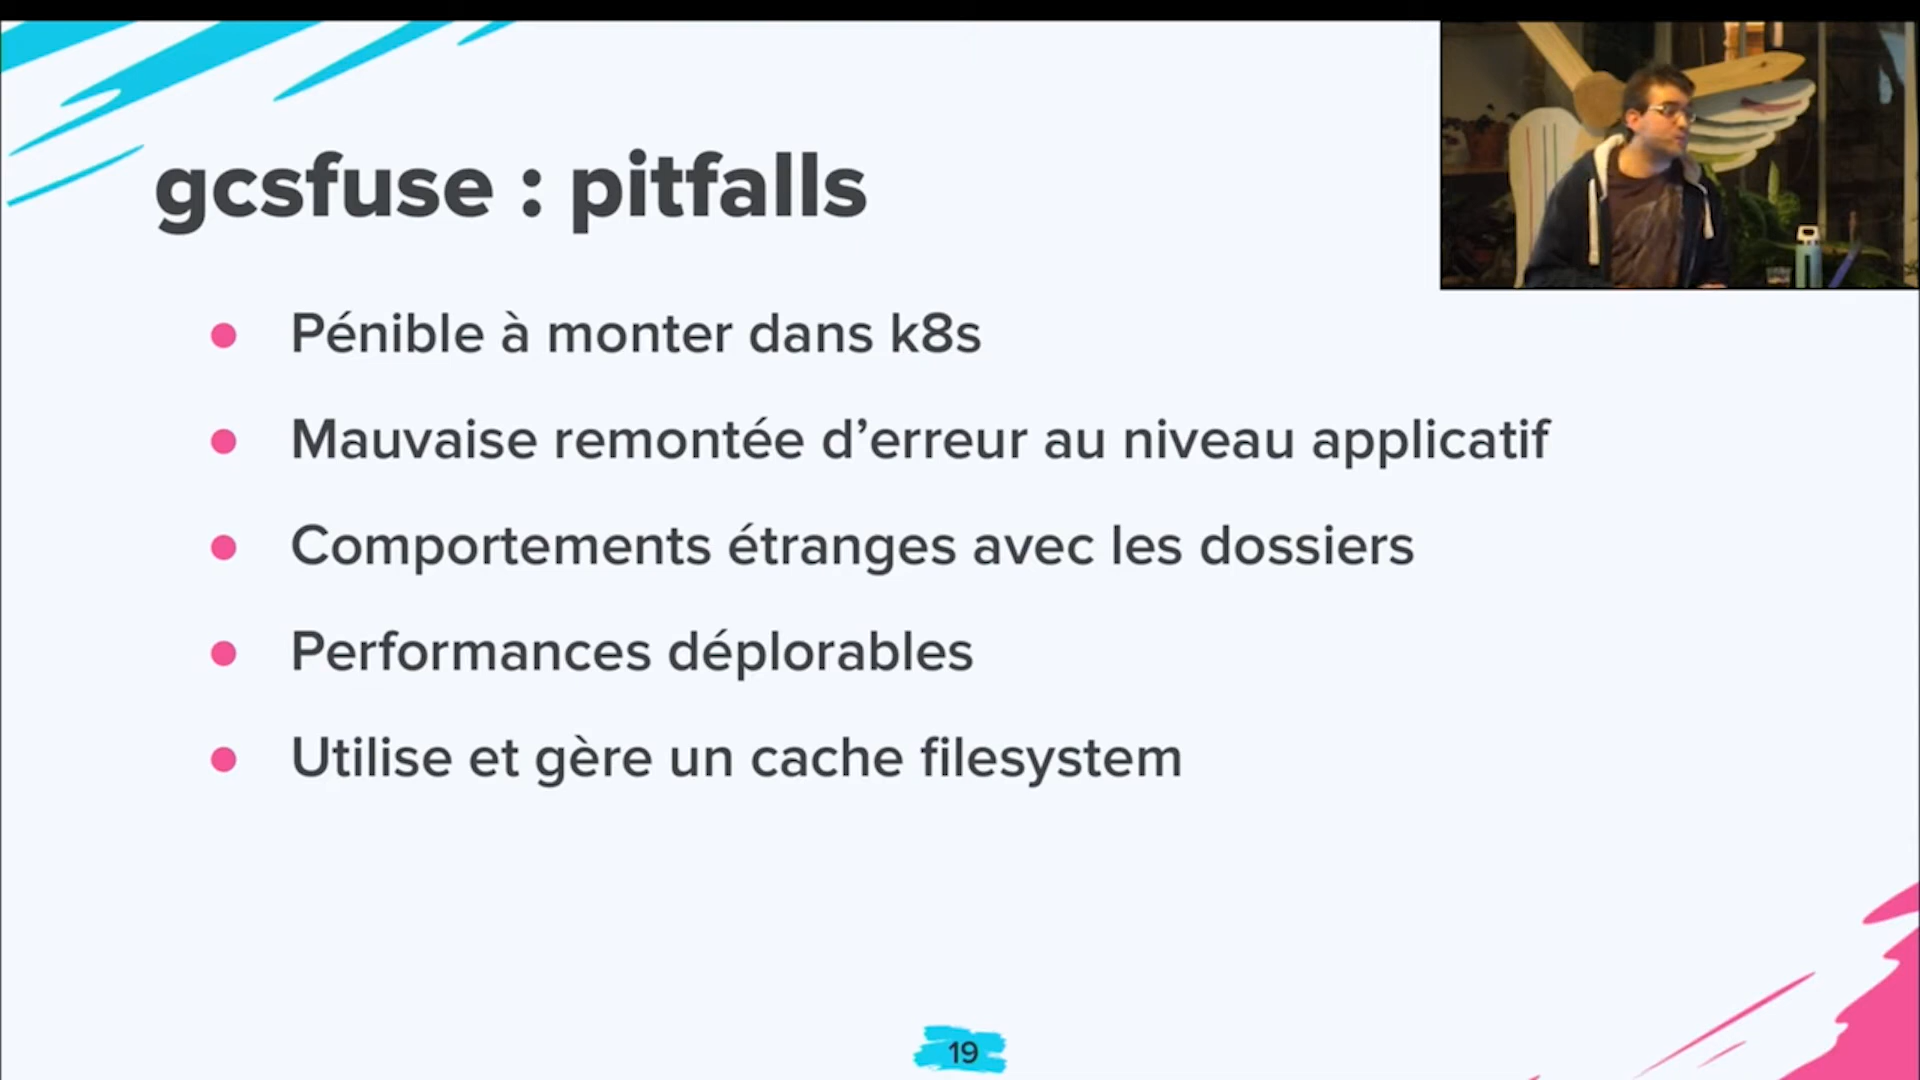 gcsfuse : pitfalls
Pénible à monter dans k8s
Mauvaise remontée d’erreur au niveau applicatif
Comportements étranges avec les dossiers
Performances déplorables
Utilise et gère un cache filesystem
19